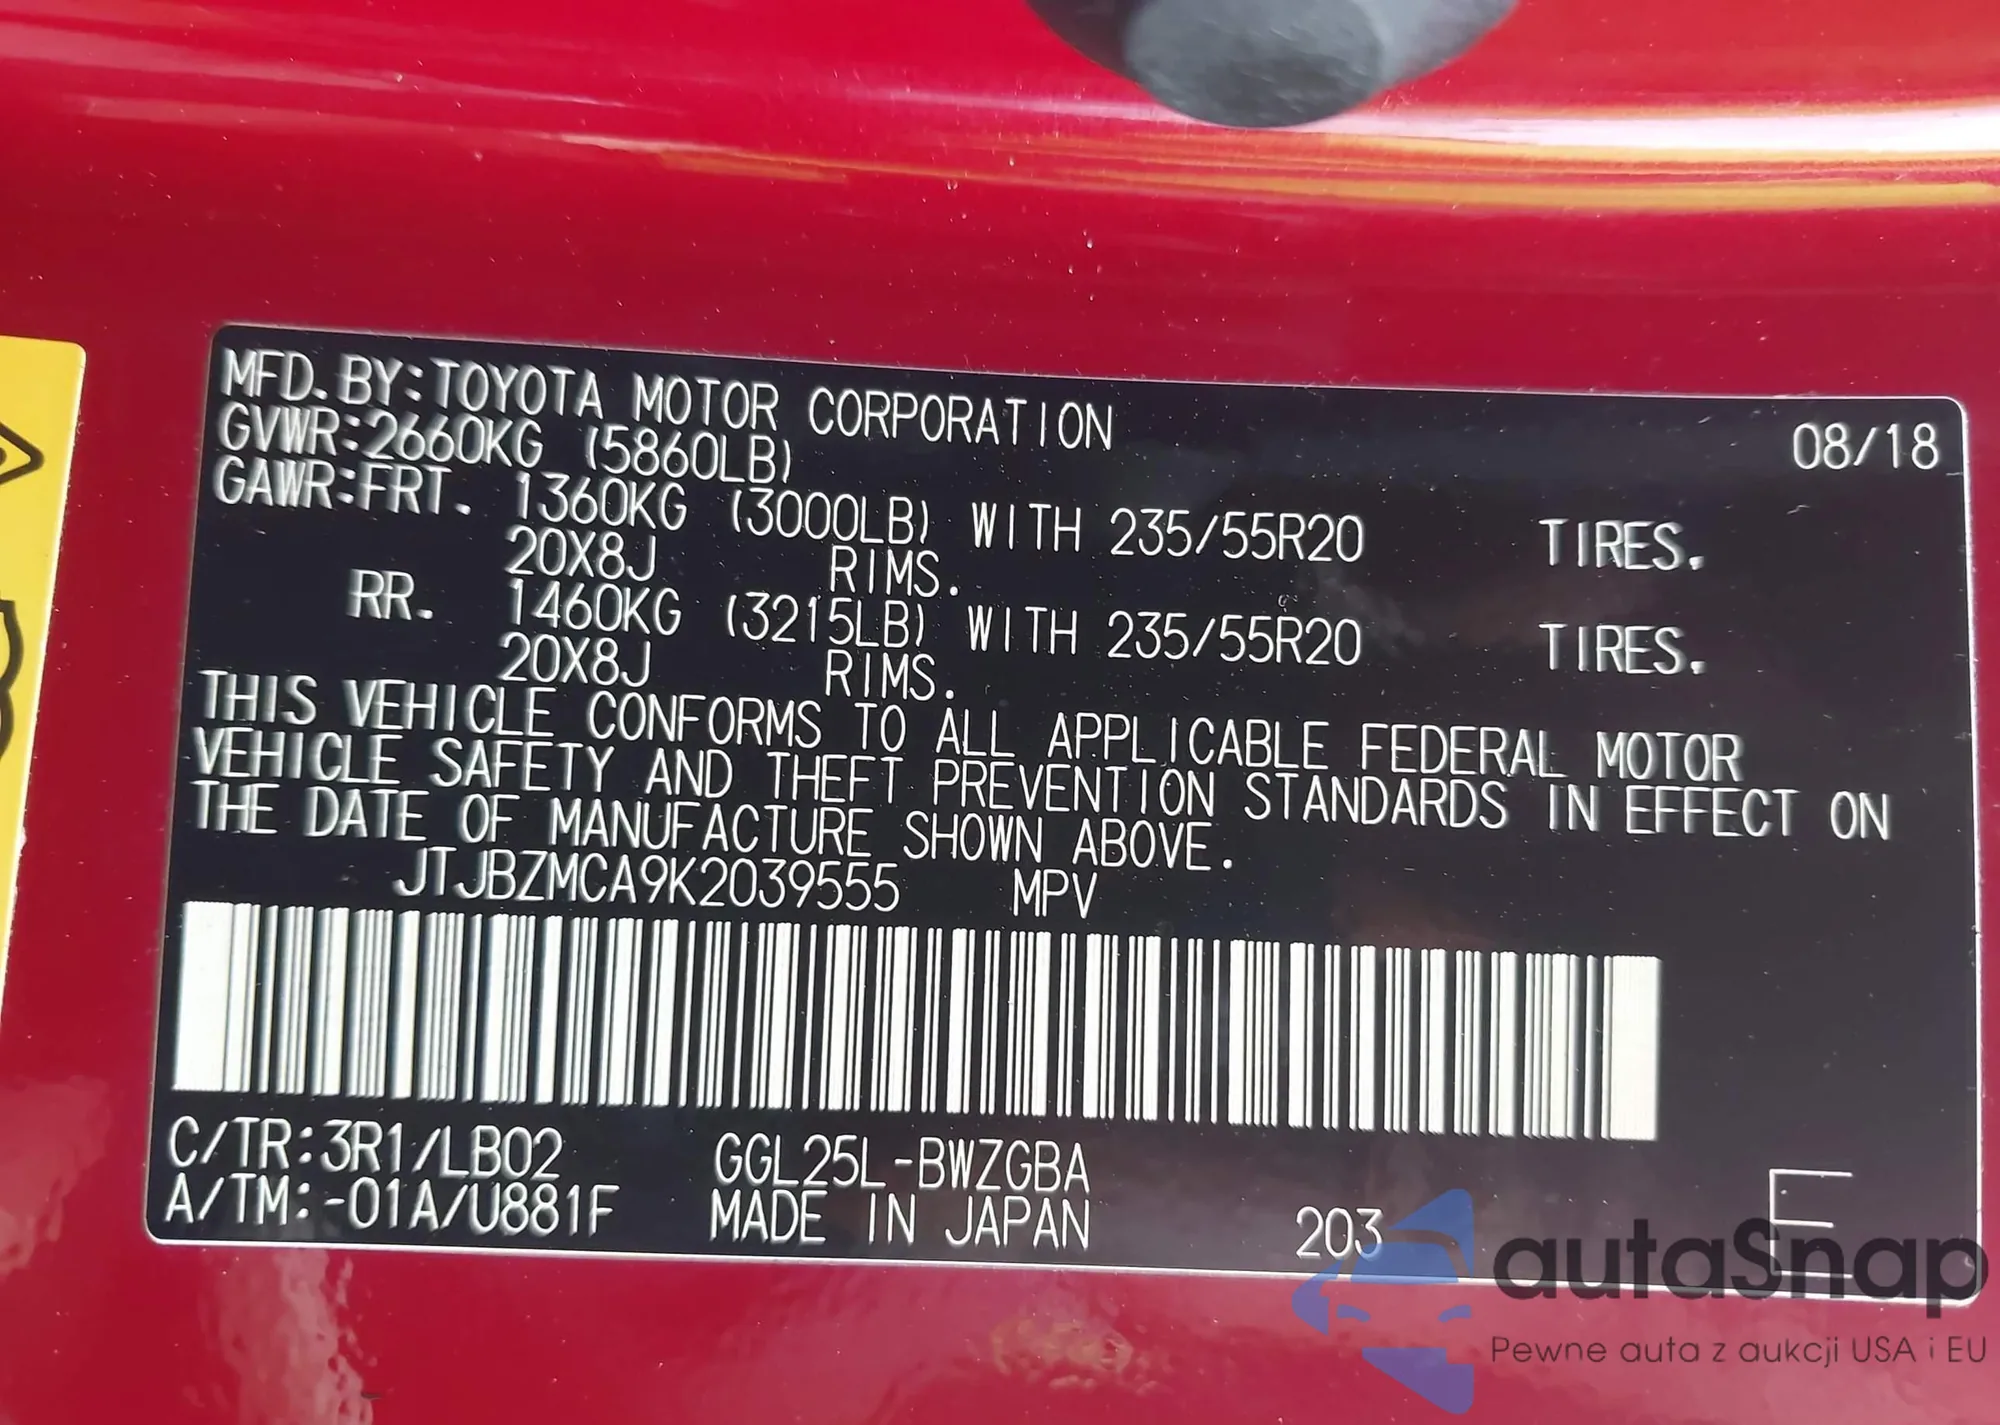 MFD. BY:TOYOTA MOTOR CORPORATION 08/18
GVWR:2660KG (5860LB)
GAWR:FRT. 1360KG (3000LB) WITH 235/55R20 TIRES.
20X8J RIMS.
RR. 1460KG (3215LB) WITH 235/55R20 TIRES.
20X8J RIMS.
THIS VEHICLE CONFORMS TO ALL APPLICABLE FEDERAL MOTOR
VEHICLE SAFETY AND THEFT PREVENTION STANDARDS IN EFFECT ON
THE DATE OF MANUFACTURE SHOWN ABOVE.
JTJBZMCA9K2039555 MPV
C/TR:3R1/LB02 GGL25L-BWZGBA
A/TM:-01A/U881F MADE IN JAPAN 203 E
autoSnap
Pewne auta z aukcji USA i EU